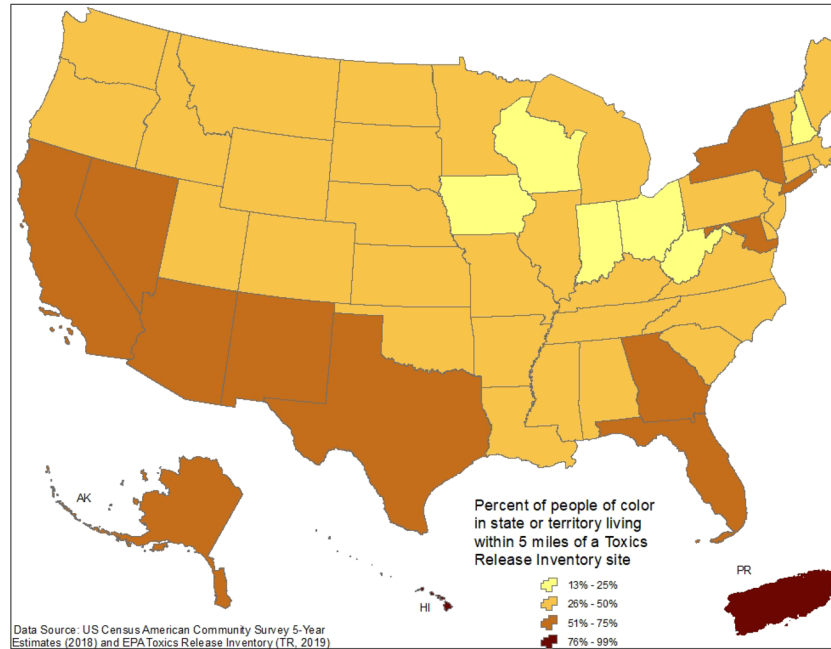 AK
HI
PR
Percent of people of color
in state or territory living
within 5 miles of a Toxics
Release Inventory site
13% - 25%
26% - 50%
51% - 75%
76% - 99%
Data Source: US Census American Community Survey 5-Year
Estimates (2018) and EPA Toxics Release Inventory (TR, 2019)